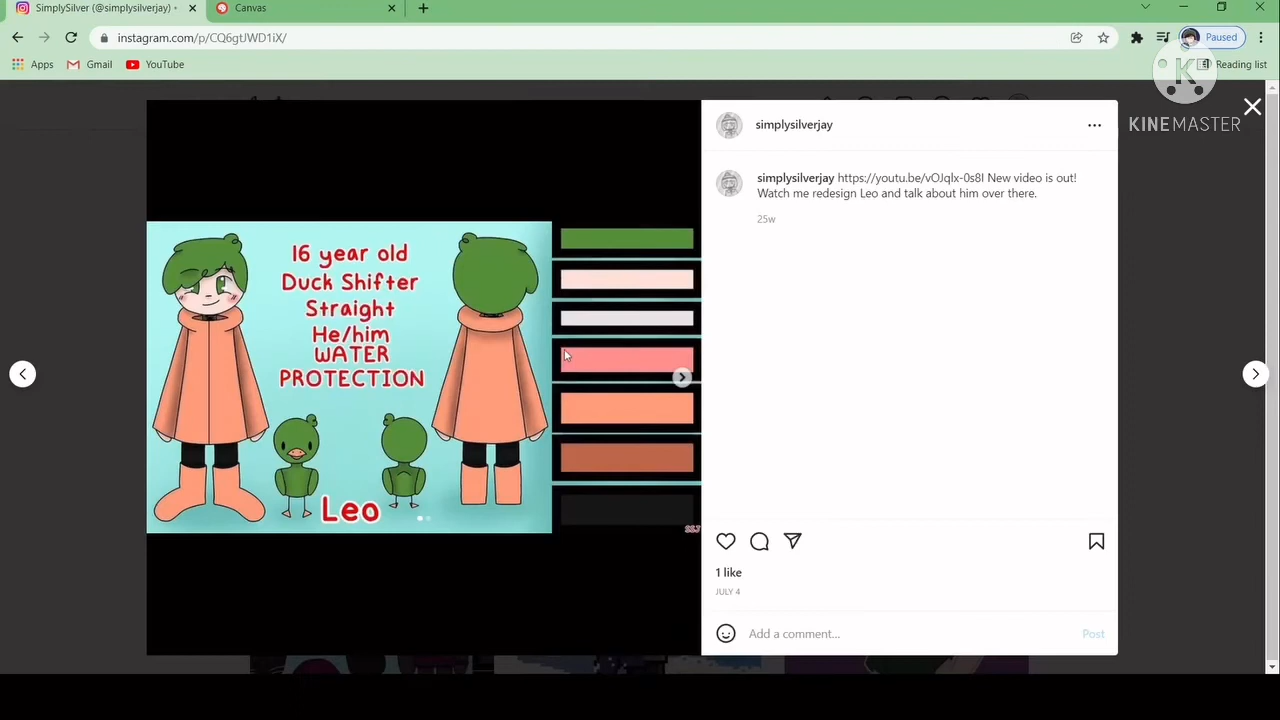 SimplySilver (@simplysilverjay) •
Canvas
instagram.com/p/CQ6gtJWD1iX/
Paused
Apps
Gmail
YouTube
Reading list
K
KINEMASTER
simplysilverjay
simplysilverjay https://youtu.be/vOJqlx-0s8I New video is out!
Watch me redesign Leo and talk about him over there.
25w
16 year old
Duck Shifter
Straight
He/him
WATER
PROTECTION
Leo
SSJ
1 like
JULY 4
Add a comment...
Post